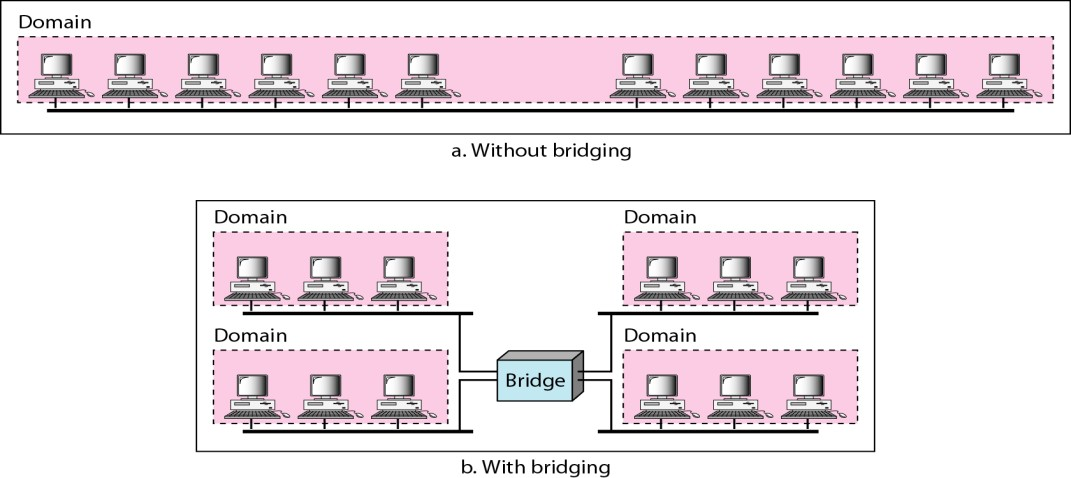 Domain
a. Without bridging
Domain
Domain
Domain
Domain
Bridge
b. With bridging